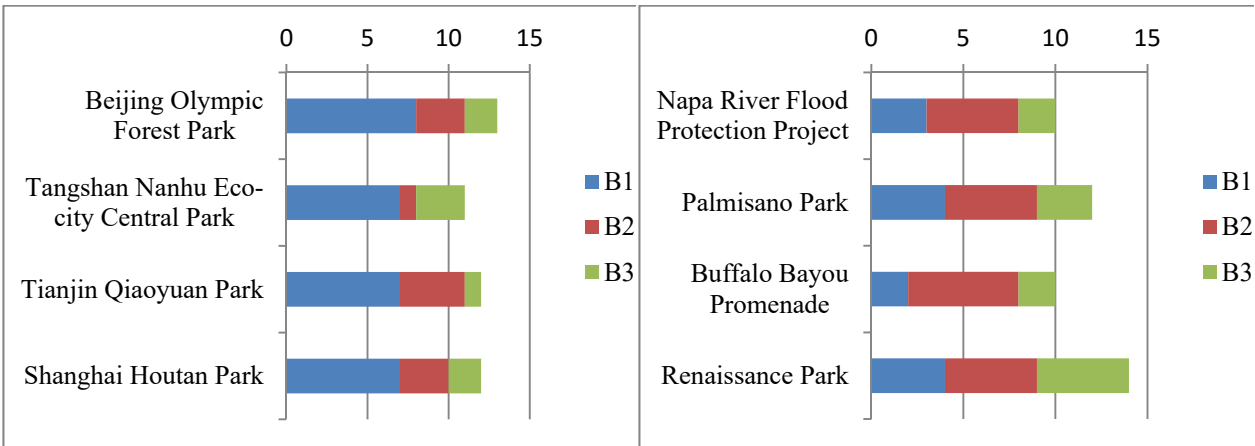 0 5 10 15
Beijing Olympic
Forest Park
Tangshan Nanhu Eco-
city Central Park
Tianjin Qiaoyuan Park
Shanghai Houtan Park
B1
B2
B3
0 5 10 15
Napa River Flood
Protection Project
Palmisano Park
Buffalo Bayou
Promenade
Renaissance Park
B1
B2
B3